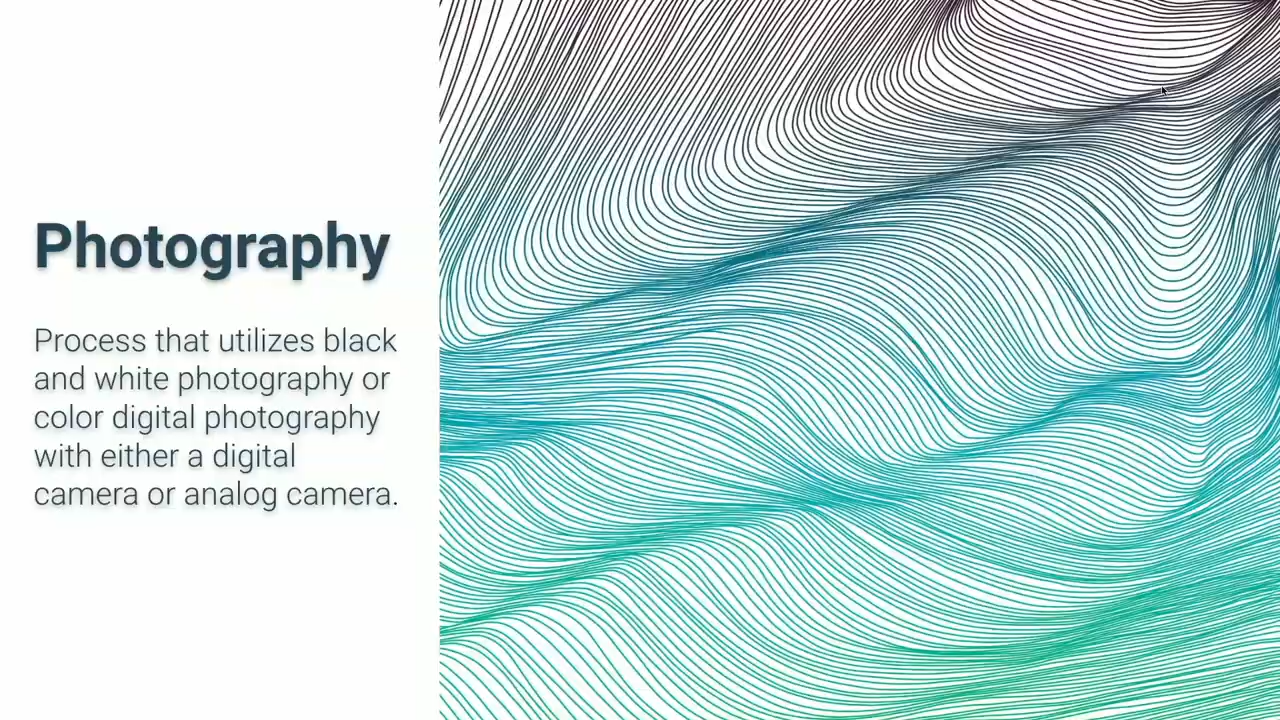 Photography
Process that utilizes black
and white photography or
color digital photography
with either a digital
camera or analog camera.